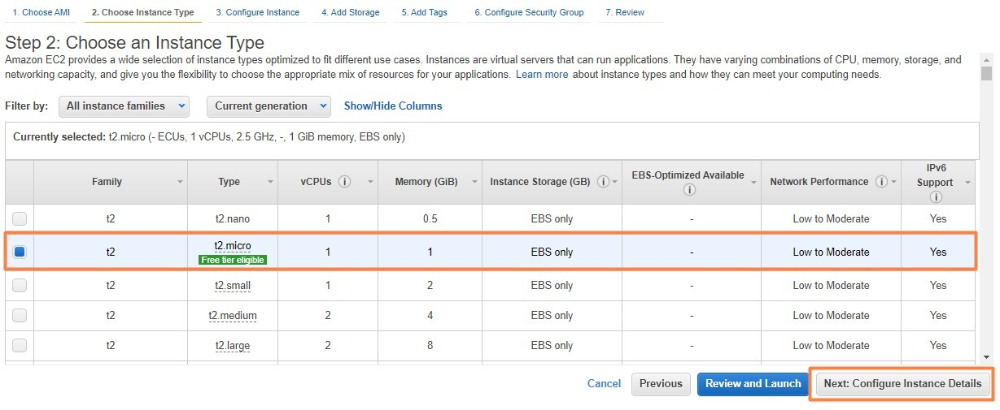 1. Choose AMI 2. Choose Instance Type 3. Configure Instance 4. Add Storage 5. Add Tags 6. Configure Security Group 7. Review
Step 2: Choose an Instance Type
Amazon EC2 provides a wide selection of instance types optimized to fit different use cases. Instances are virtual servers that can run applications. They have varying combinations of CPU, memory, storage, and
networking capacity, and give you the flexibility to choose the appropriate mix of resources for your applications. Learn more about instance types and how they can meet your computing needs.
Filter by: All instance families Current generation Show/Hide Columns
Currently selected: t2.micro (- ECUs, 1 vCPUs, 2.5 GHz, -, 1 GiB memory, EBS only)
Family Type vCPUs i Memory (GiB) Instance Storage (GB) i EBS-Optimized Available i Network Performance i IPv6 Support i
t2 t2.nano 1 0.5 EBS only - Low to Moderate Yes
t2 t2.micro 1 1 EBS only - Low to Moderate Yes
Free tier eligible
t2 t2.small 1 2 EBS only - Low to Moderate Yes
t2 t2.medium 2 4 EBS only - Low to Moderate Yes
t2 t2.large 2 8 EBS only - Low to Moderate Yes
Cancel Previous Review and Launch Next: Configure Instance Details